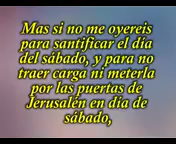 Mas si no me oyereis
para santificar el día
del sábado, y para no
traer carga ni meterla
por las puertas de
Jerusalén en día de
sábado,